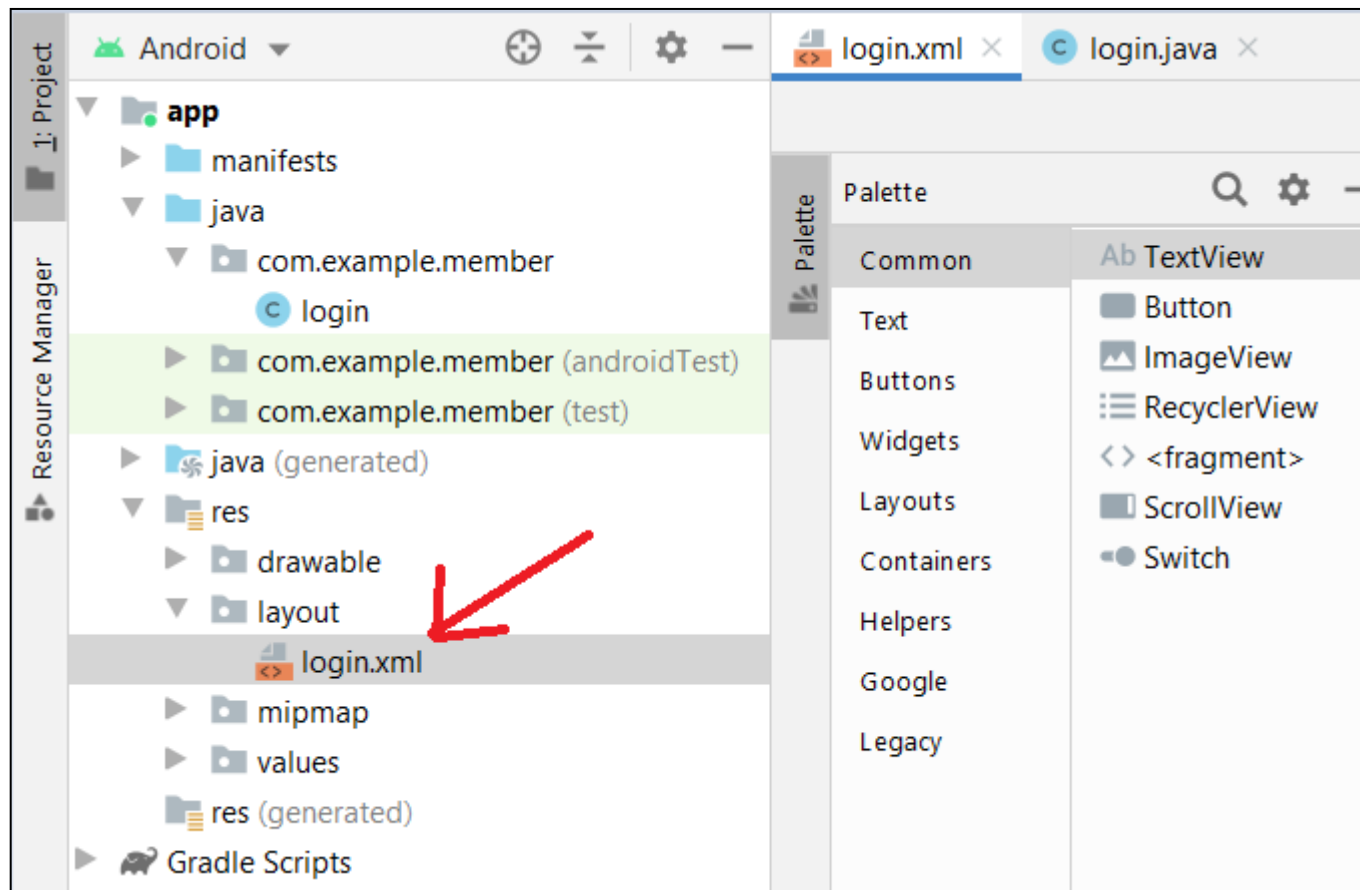 1: Project
Resource Manager
Android
app
manifests
java
com.example.member
C login
com.example.member (androidTest)
com.example.member (test)
java (generated)
res
drawable
layout
<> login.xml
mipmap
values
res (generated)
Gradle Scripts
<> login.xml
C login.java
Palette
Palette
Common
Text
Buttons
Widgets
Layouts
Containers
Helpers
Google
Legacy
Ab TextView
Button
ImageView
RecyclerView
<> <fragment>
ScrollView
Switch